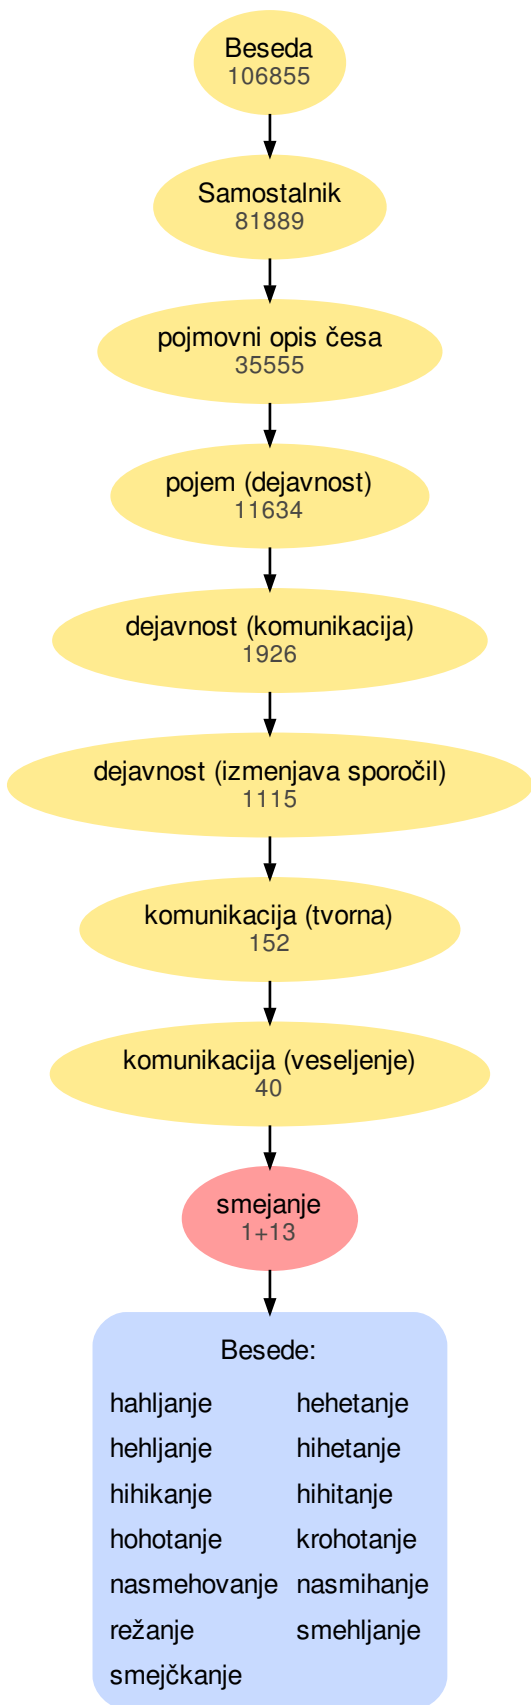 Beseda
106855
Samostalnik
81889
pojmovni opis česa
35555
pojem (dejavnost)
11634
dejavnost (komunikacija)
1926
dejavnost (izmenjava sporočil)
1115
komunikacija (tvorna)
152
komunikacija (veseljenje)
40
smejanje
1+13
Besede:
hahljanje hehetanje
hehljanje hihetanje
hihikanje hihitanje
hohotanje krohotanje
nasmehovanje nasmihanje
režanje smehljanje
smejčkanje